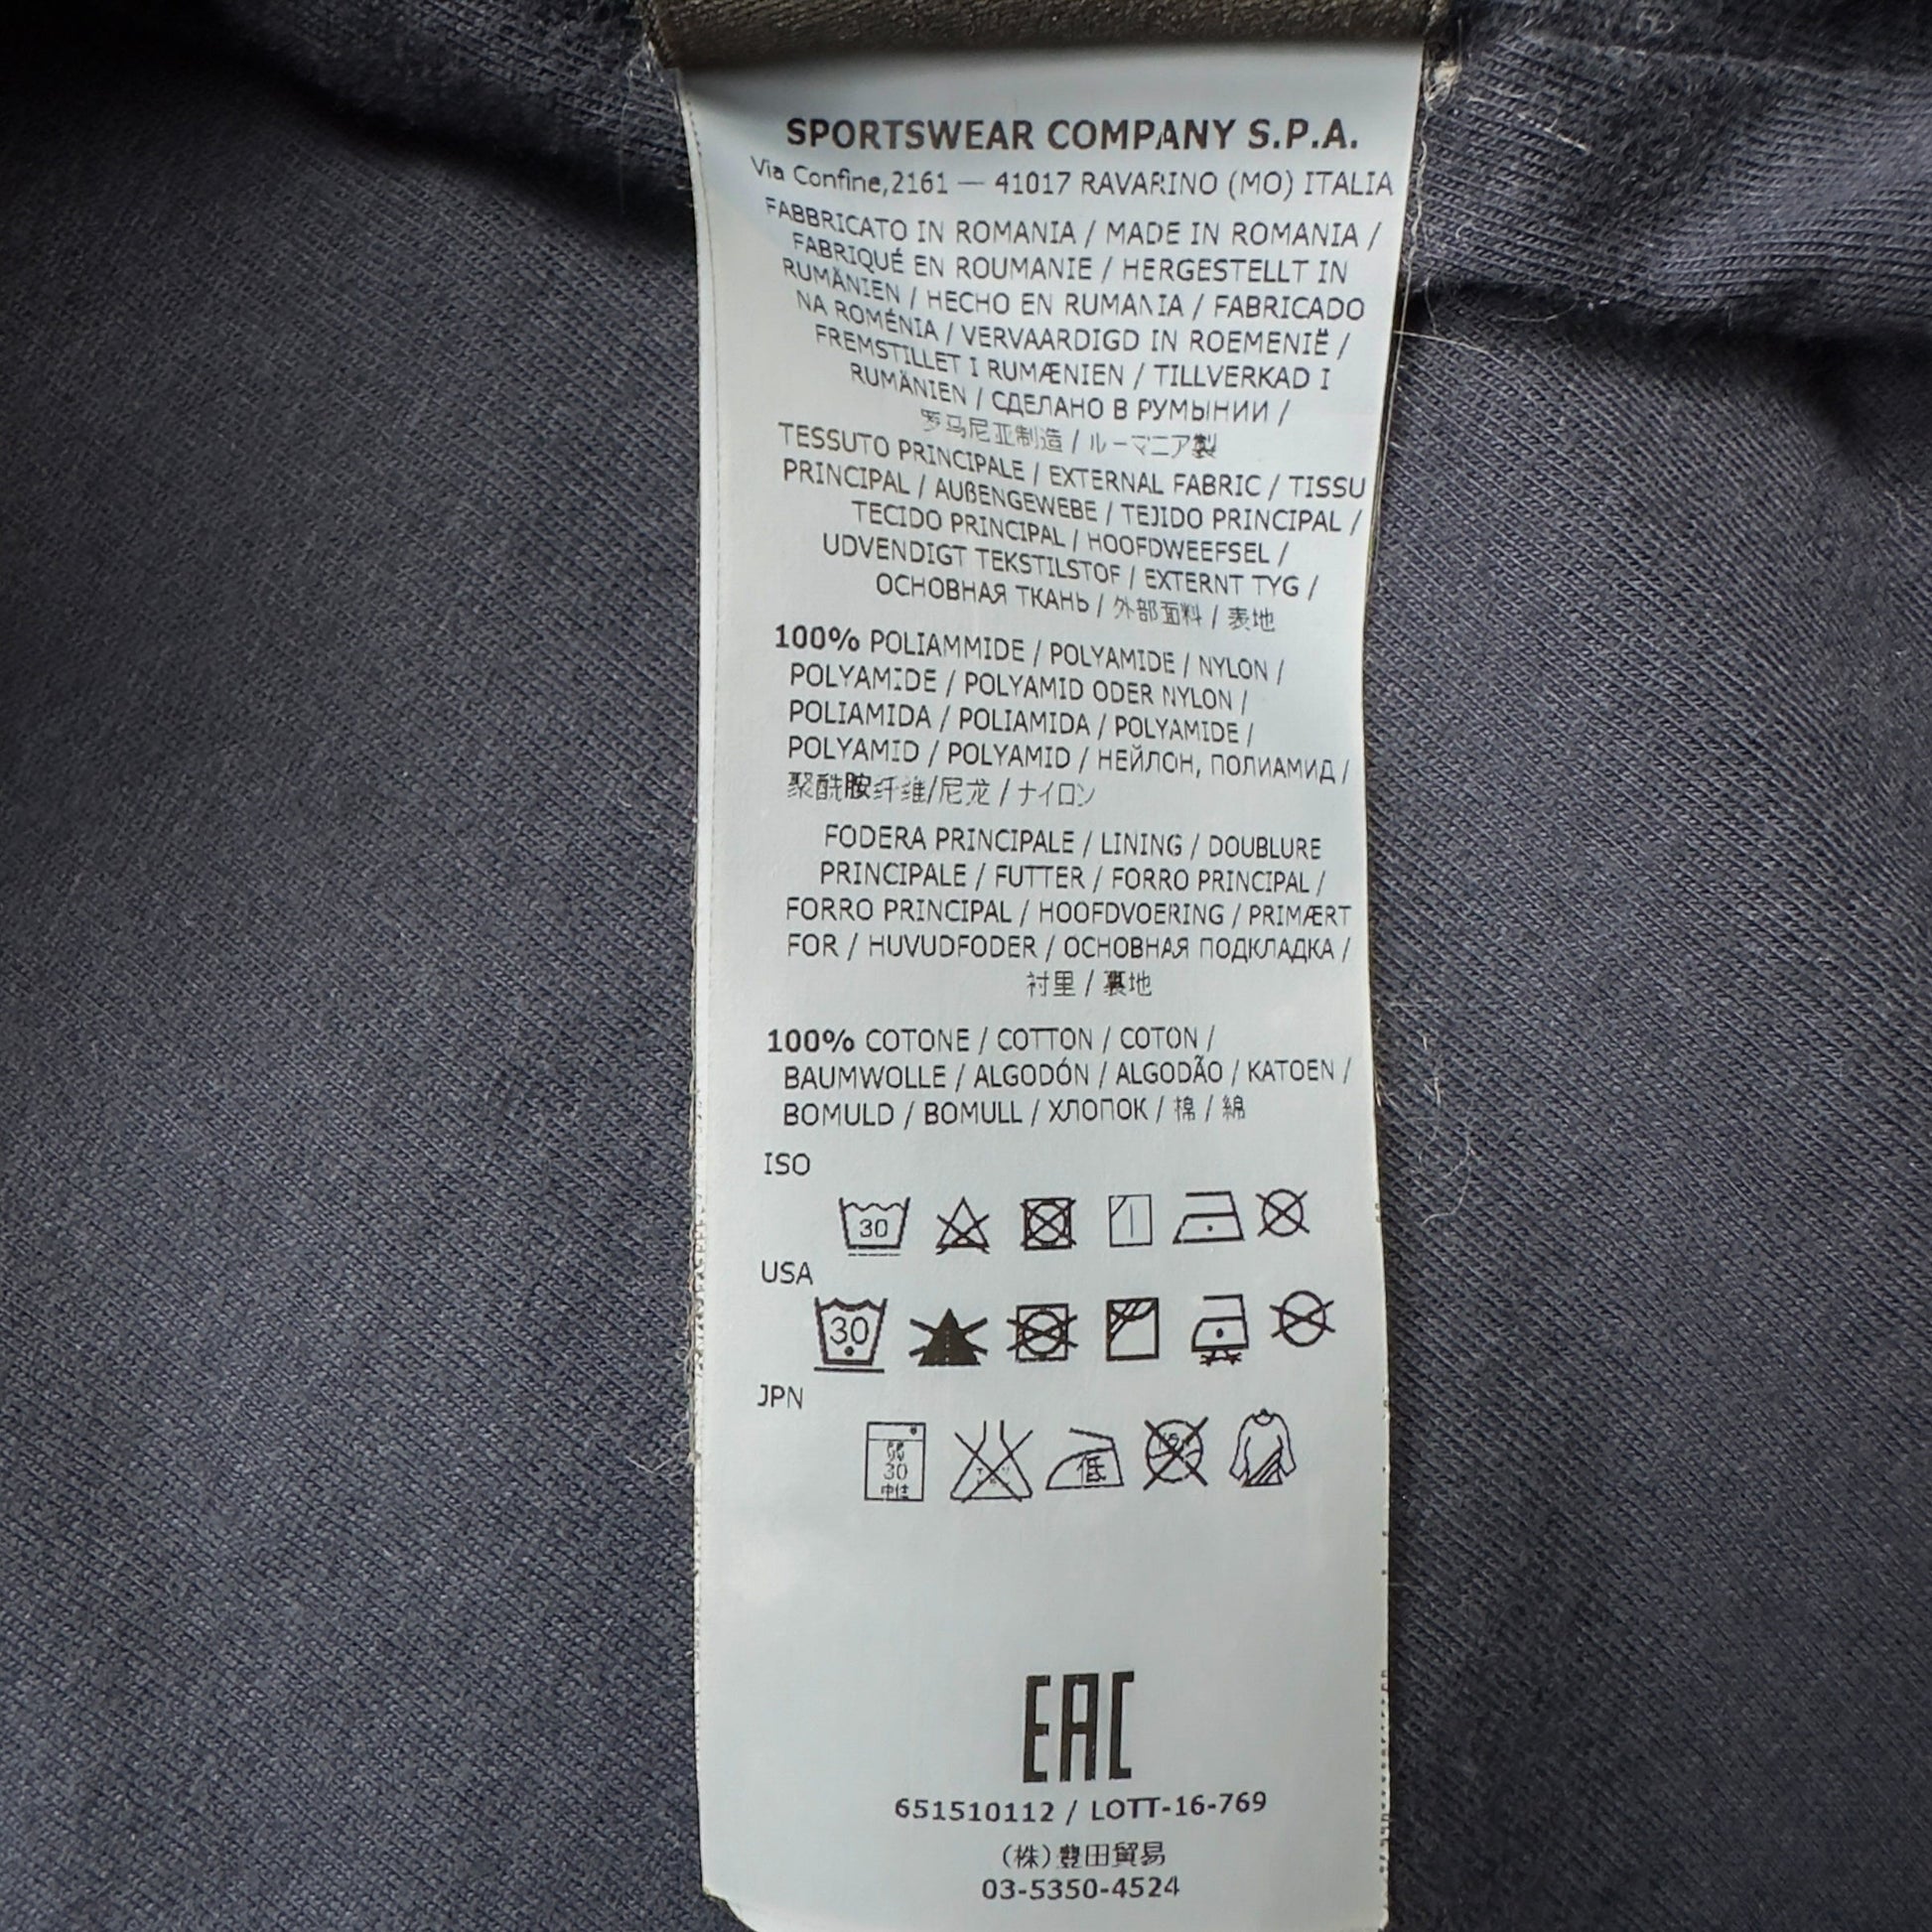 SPORTSWEAR COMPANY S.P.A.
Via Confine,2161 — 41017 RAVARINO (MO) ITALIA
FABBRICATO IN ROMANIA / MADE IN ROMANIA /
FABRIQUÉ EN ROUMANIE / HERGESTELLT IN
RUMÄNIEN / HECHO EN RUMANIA / FABRICADO
NA ROMÉNIA / VERVAARDIGD IN ROEMENIË /
FREMSTILLET I RUMÆNIEN / TILLVERKAD I
RUMÄNIEN / СДЕЛАНО В РУМЫНИИ /
罗马尼亚制造 / ルーマニア製
TESSUTO PRINCIPALE / EXTERNAL FABRIC / TISSU
PRINCIPAL / AUßENGEWEBE / TEJIDO PRINCIPAL /
TECIDO PRINCIPAL / HOOFDWEEFSEL /
UDVENDIGT TEKSTILSTOF / EXTERNT TYG /
ОСНОВНАЯ ТКАНЬ / 外部面料 / 表地
100% POLIAMMIDE / POLYAMIDE / NYLON /
POLYAMIDE / POLYAMID ODER NYLON /
POLIAMIDA / POLIAMIDA / POLYAMIDE /
POLYAMID / POLYAMID / НЕЙЛОН, ПОЛИАМИД /
聚酰胺纤维/尼龙 / ナイロン
FODERA PRINCIPALE / LINING / DOUBLURE
PRINCIPALE / FUTTER / FORRO PRINCIPAL /
FORRO PRINCIPAL / HOOFDVOERING / PRIMÆRT
FOR / HUVUDFODER / ОСНОВНАЯ ПОДКЛАДКА /
衬里 / 裏地
100% COTONE / COTTON / COTON /
BAUMWOLLE / ALGODÓN / ALGODÃO / KATOEN /
BOMULD / BOMULL / ХЛОПОК / 棉 / 綿
ISO
30
USA
30
JPN
30
低
EAC
651510112 / LOTT-16-769
(株)豊田貿易
03-5350-4524